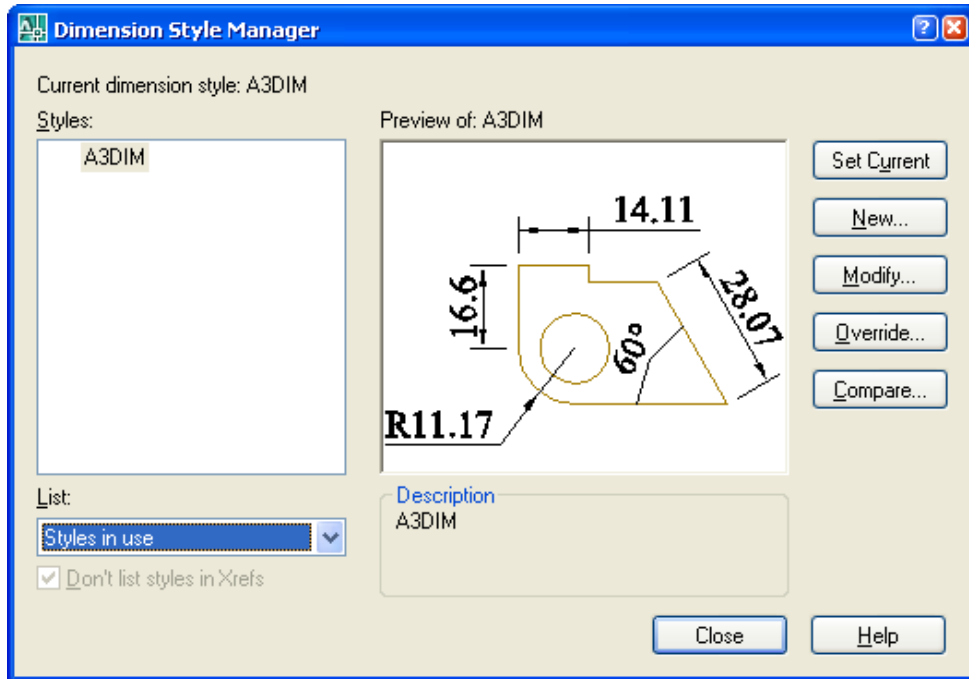 Dimension Style Manager
Current dimension style: A3DIM
Styles:
A3DIM
Preview of: A3DIM
14.11
16.6
28.07
60°
R11.17
Set Current
New...
Modify...
Override...
Compare...
List:
Styles in use
Don't list styles in Xrefs
Description
A3DIM
Close
Help